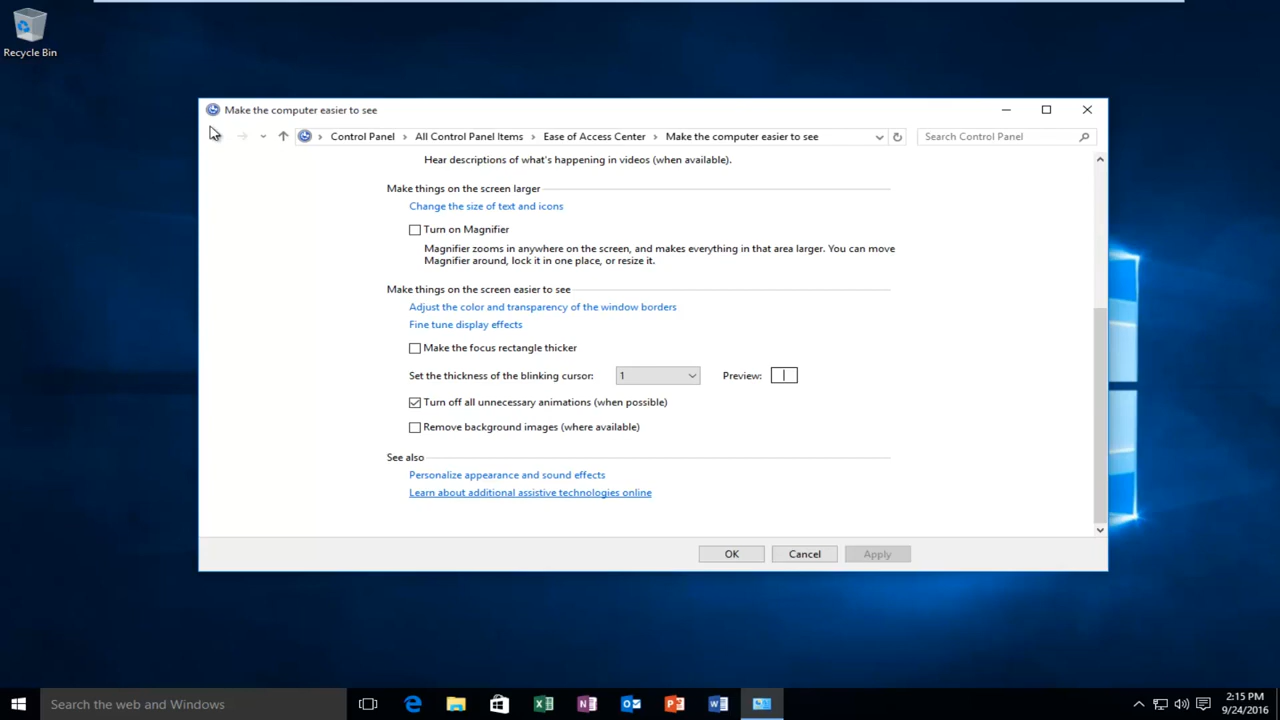 Recycle Bin
Make the computer easier to see
Control Panel > All Control Panel Items > Ease of Access Center > Make the computer easier to see
Search Control Panel
Hear descriptions of what's happening in videos (when available).
Make things on the screen larger
Change the size of text and icons
Turn on Magnifier
Magnifier zooms in anywhere on the screen, and makes everything in that area larger. You can move
Magnifier around, lock it in one place, or resize it.
Make things on the screen easier to see
Adjust the color and transparency of the window borders
Fine tune display effects
Make the focus rectangle thicker
Set the thickness of the blinking cursor: 1 Preview:
Turn off all unnecessary animations (when possible)
Remove background images (where available)
See also
Personalize appearance and sound effects
Learn about additional assistive technologies online
OK Cancel Apply
Search the web and Windows
2:15 PM
9/24/2016